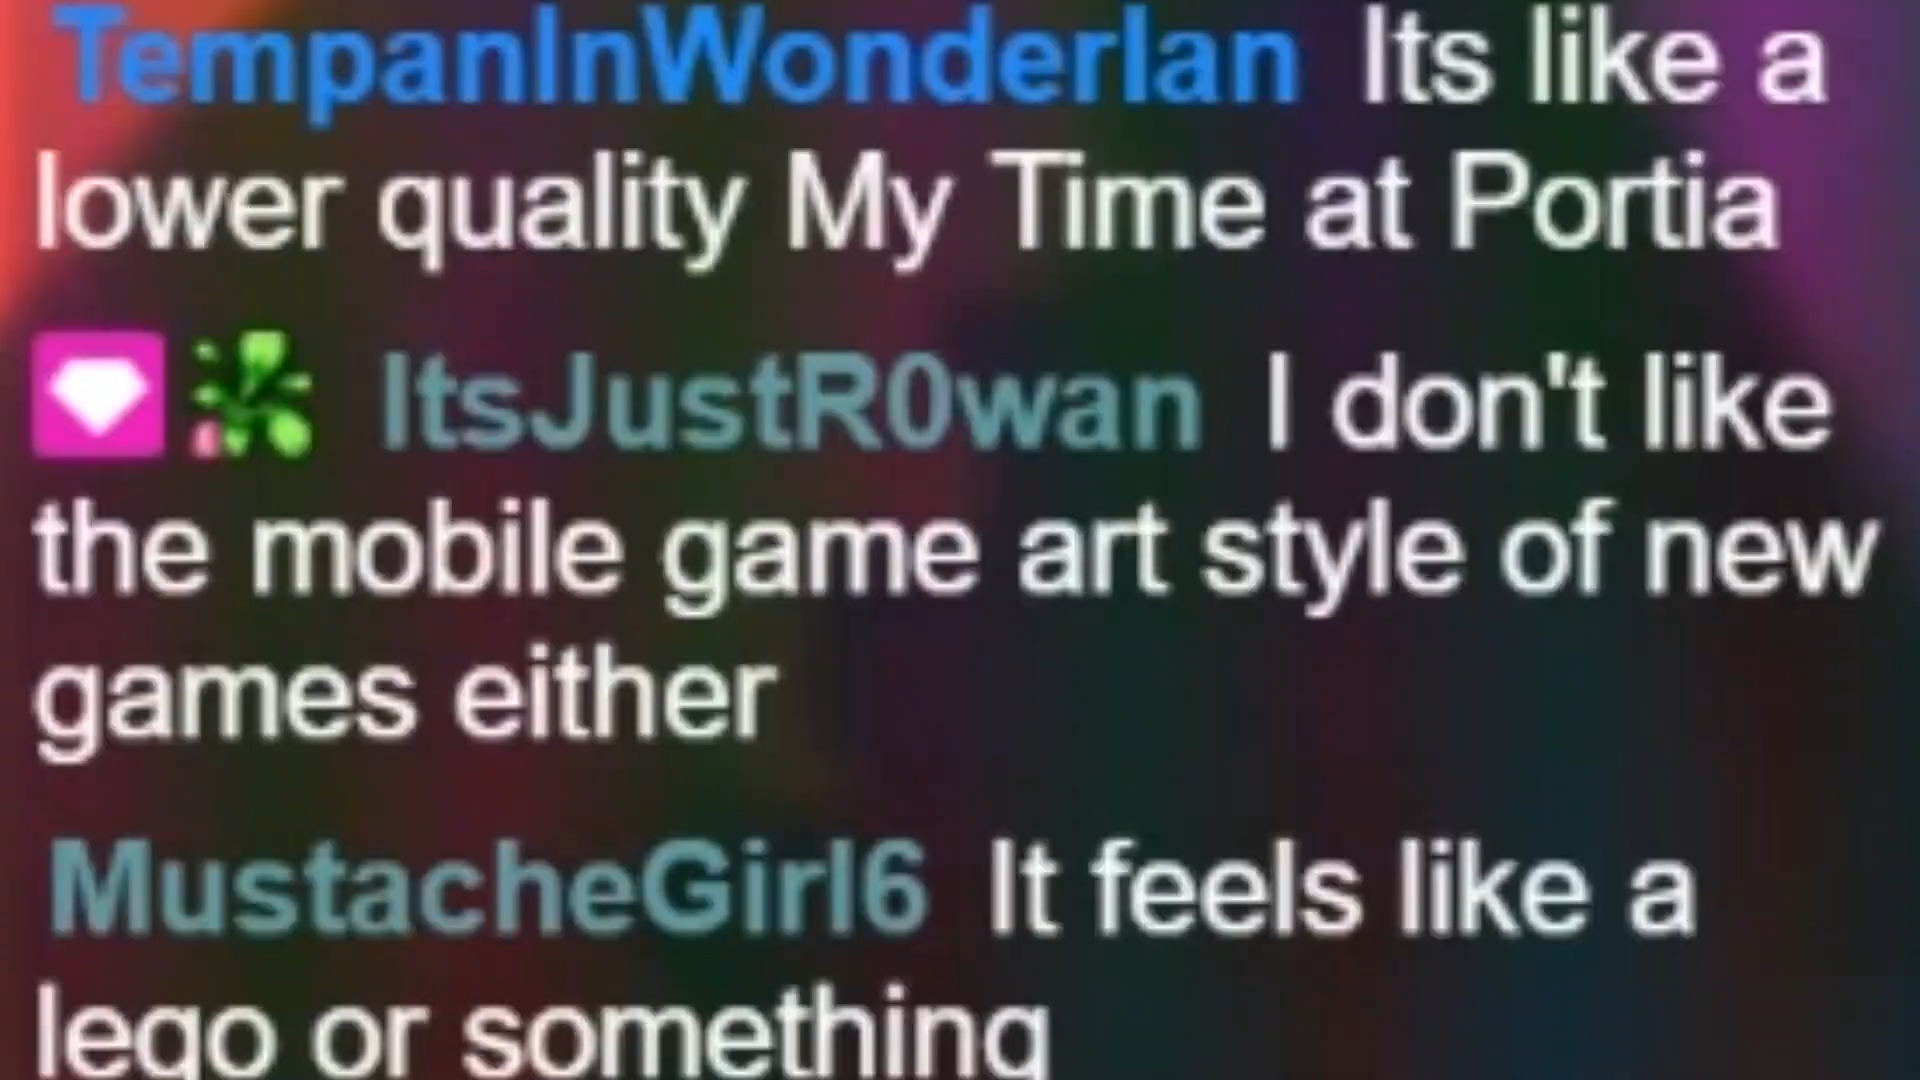 TempanInWonderlan Its like a
lower quality My Time at Portia
ItsJustR0wan I don't like
the mobile game art style of new
games either
MustacheGirl6 It feels like a
lego or something